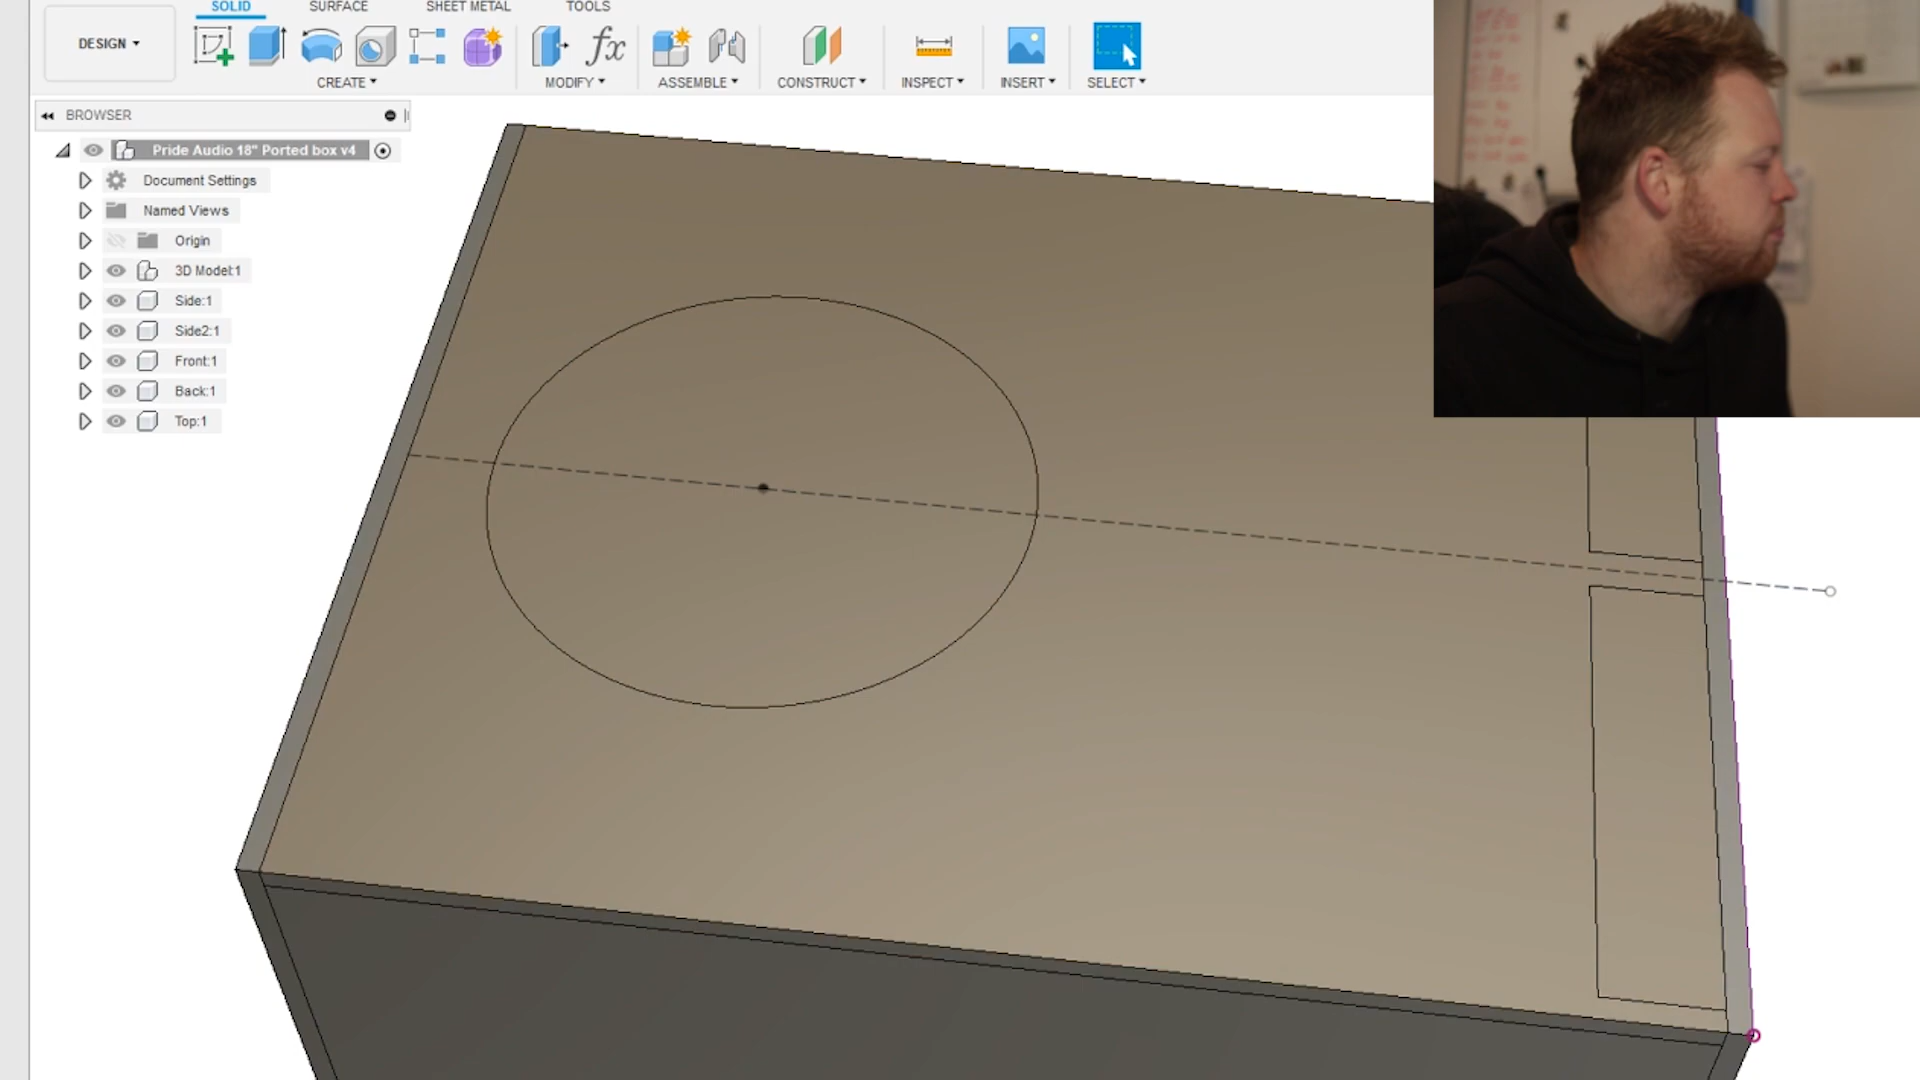 SOLID SURFACE SHEET METAL TOOLS
DESIGN
fx
CREATE MODIFY ASSEMBLE CONSTRUCT INSPECT INSERT SELECT
BROWSER
Pride Audio 18" Ported box v4
Document Settings
Named Views
Origin
3D Model:1
Side:1
Side2:1
Front:1
Back:1
Top:1